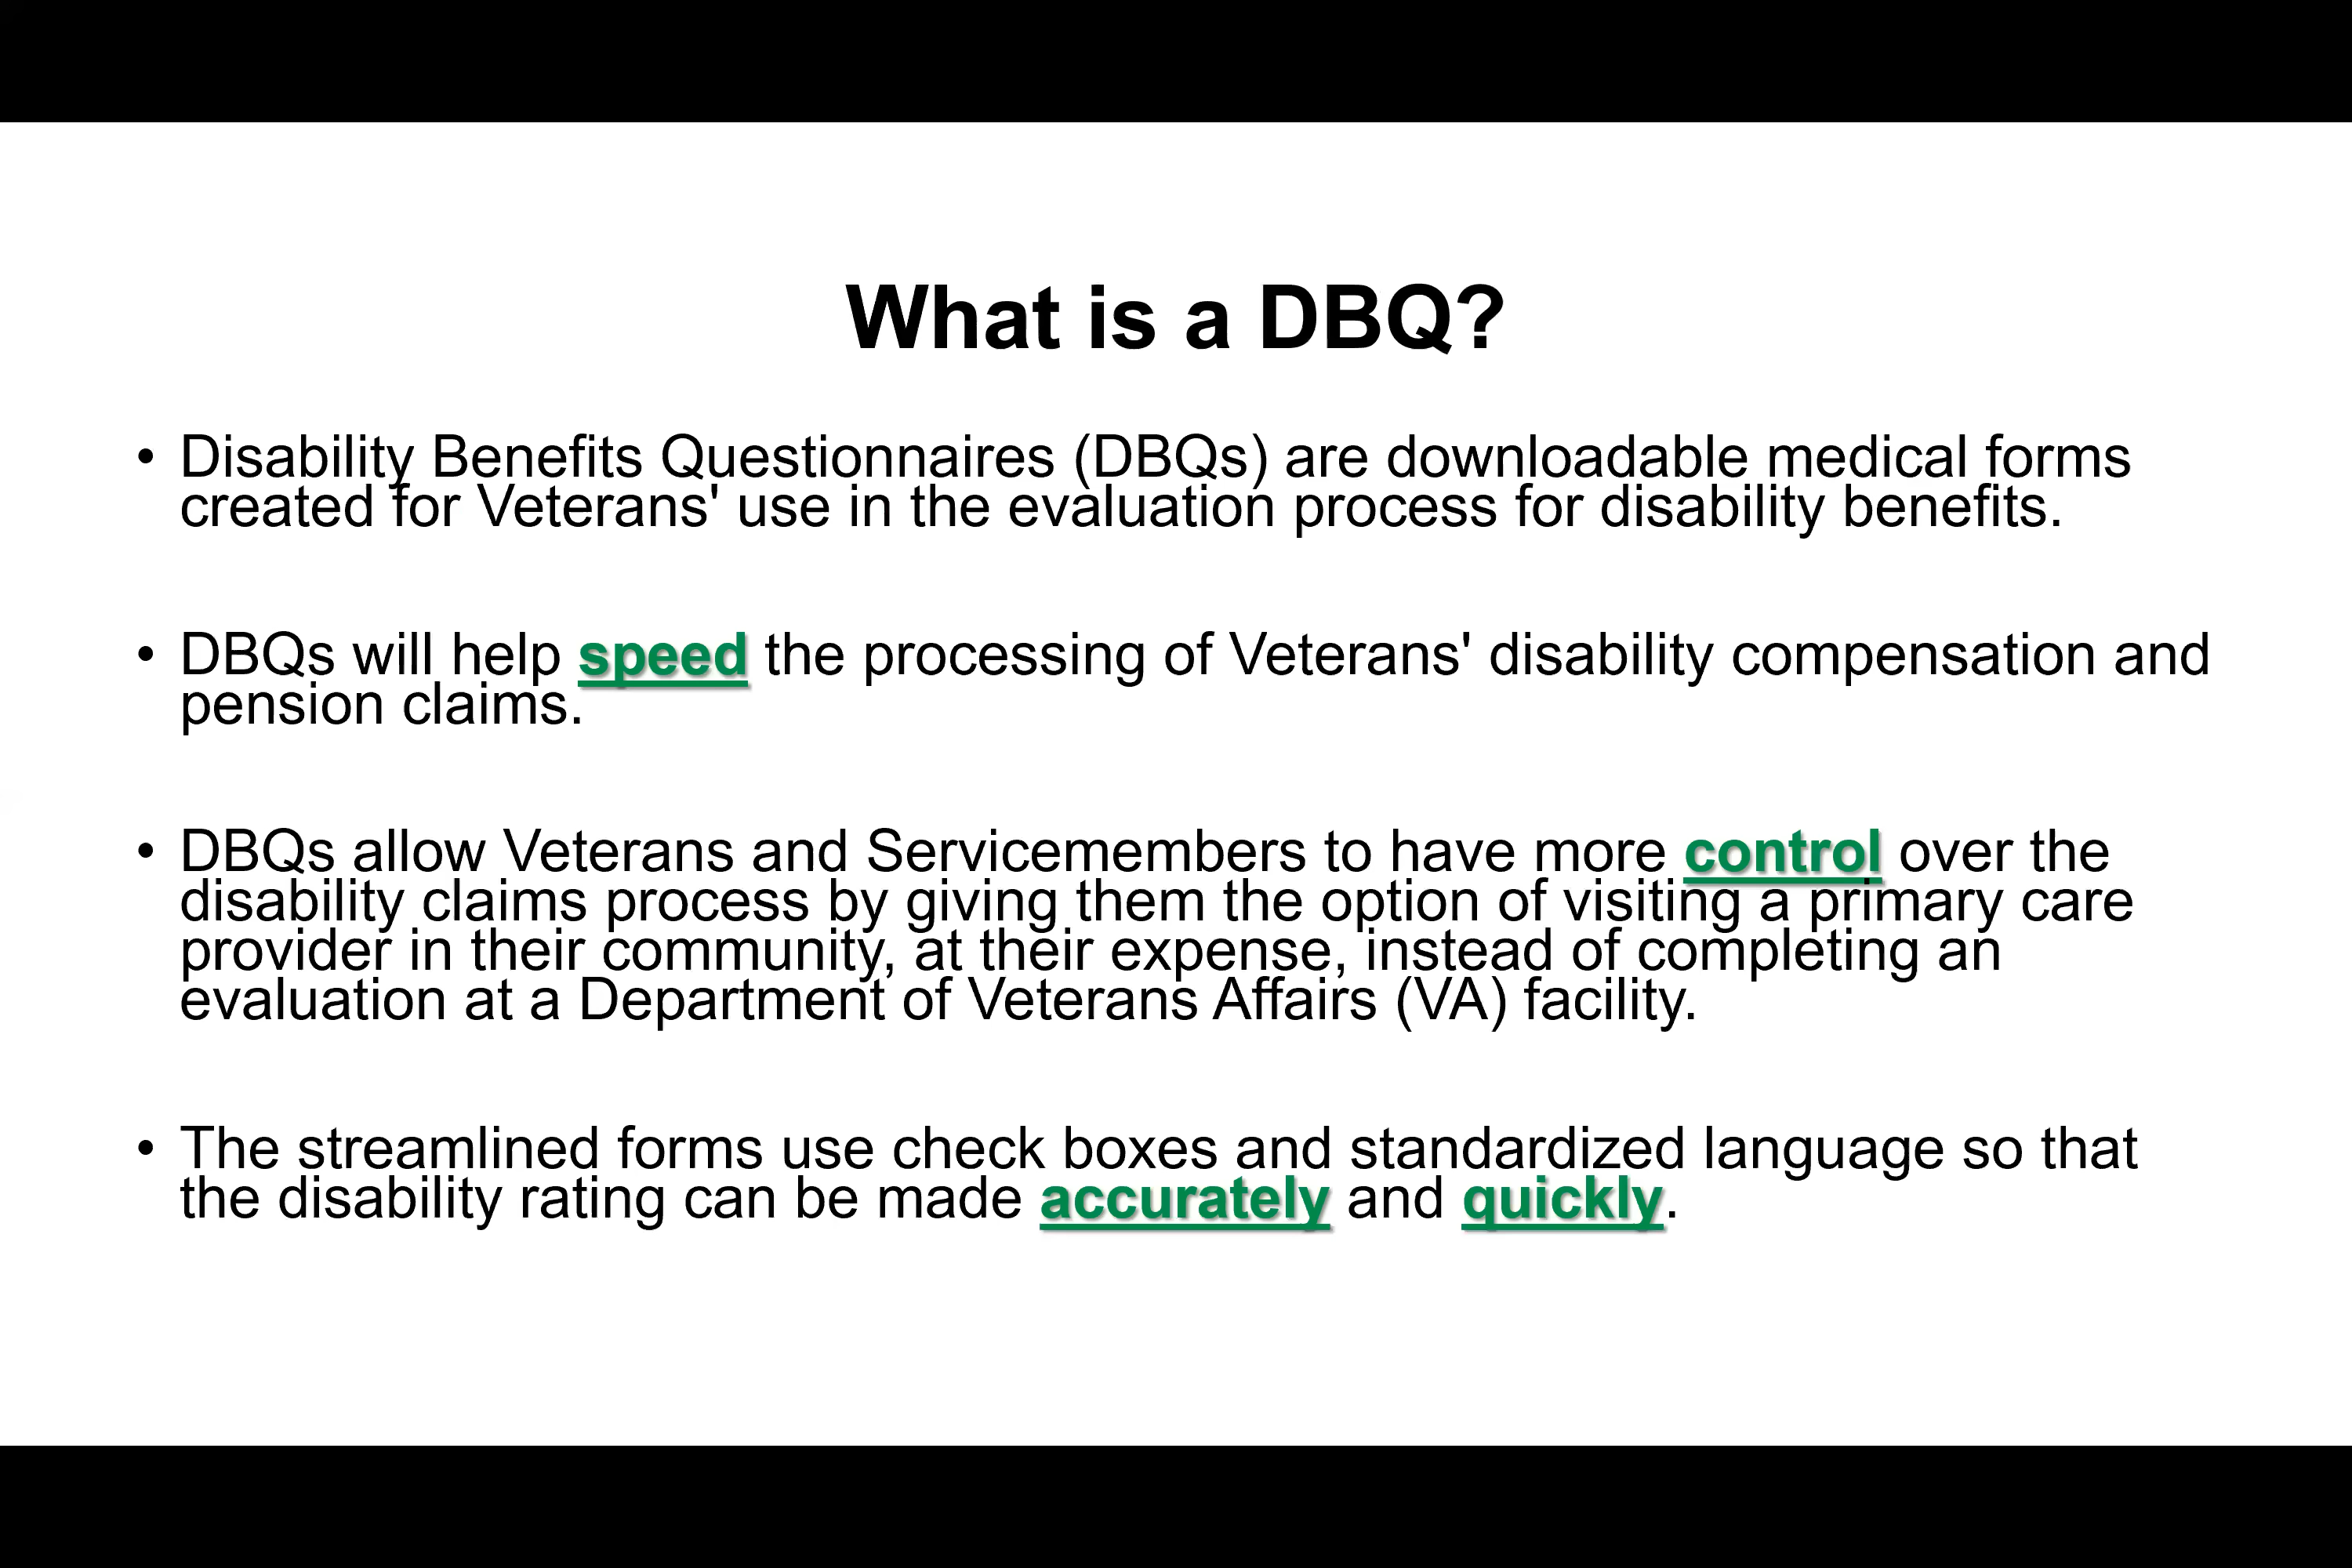 What is a DBQ?
• Disability Benefits Questionnaires (DBQs) are downloadable medical forms
created for Veterans' use in the evaluation process for disability benefits.
• DBQs will help speed the processing of Veterans' disability compensation and
pension claims.
• DBQs allow Veterans and Servicemembers to have more control over the
disability claims process by giving them the option of visiting a primary care
provider in their community, at their expense, instead of completing an
evaluation at a Department of Veterans Affairs (VA) facility.
• The streamlined forms use check boxes and standardized language so that
the disability rating can be made accurately and quickly.